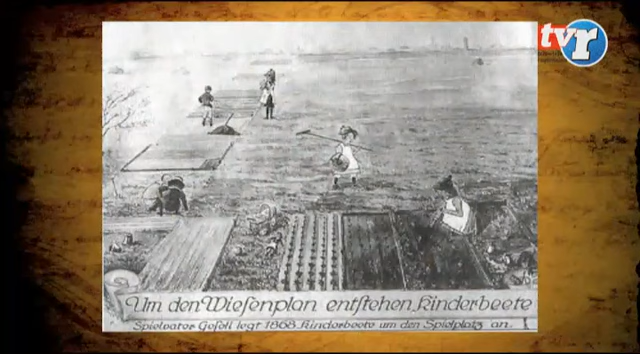 tvr
Um den Wiesenplan entstehen Kinderbeete
Spielvater Gesell legt 1868 Kinderbeete um den Spielplatz an.